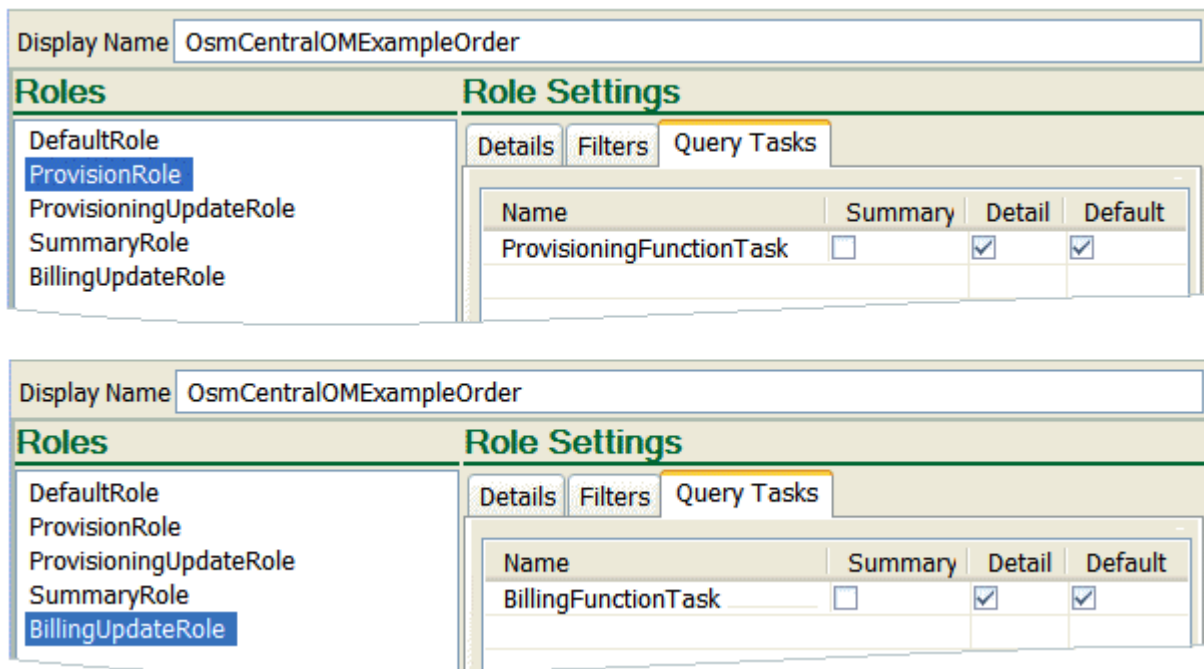 Display Name OsmCentralOMExampleOrder
Roles
Role Settings
DefaultRole
ProvisionRole
ProvisioningUpdateRole
SummaryRole
BillingUpdateRole
Details Filters Query Tasks
Name Summary Detail Default
ProvisioningFunctionTask
Display Name OsmCentralOMExampleOrder
Roles
Role Settings
DefaultRole
ProvisionRole
ProvisioningUpdateRole
SummaryRole
BillingUpdateRole
Details Filters Query Tasks
Name Summary Detail Default
BillingFunctionTask